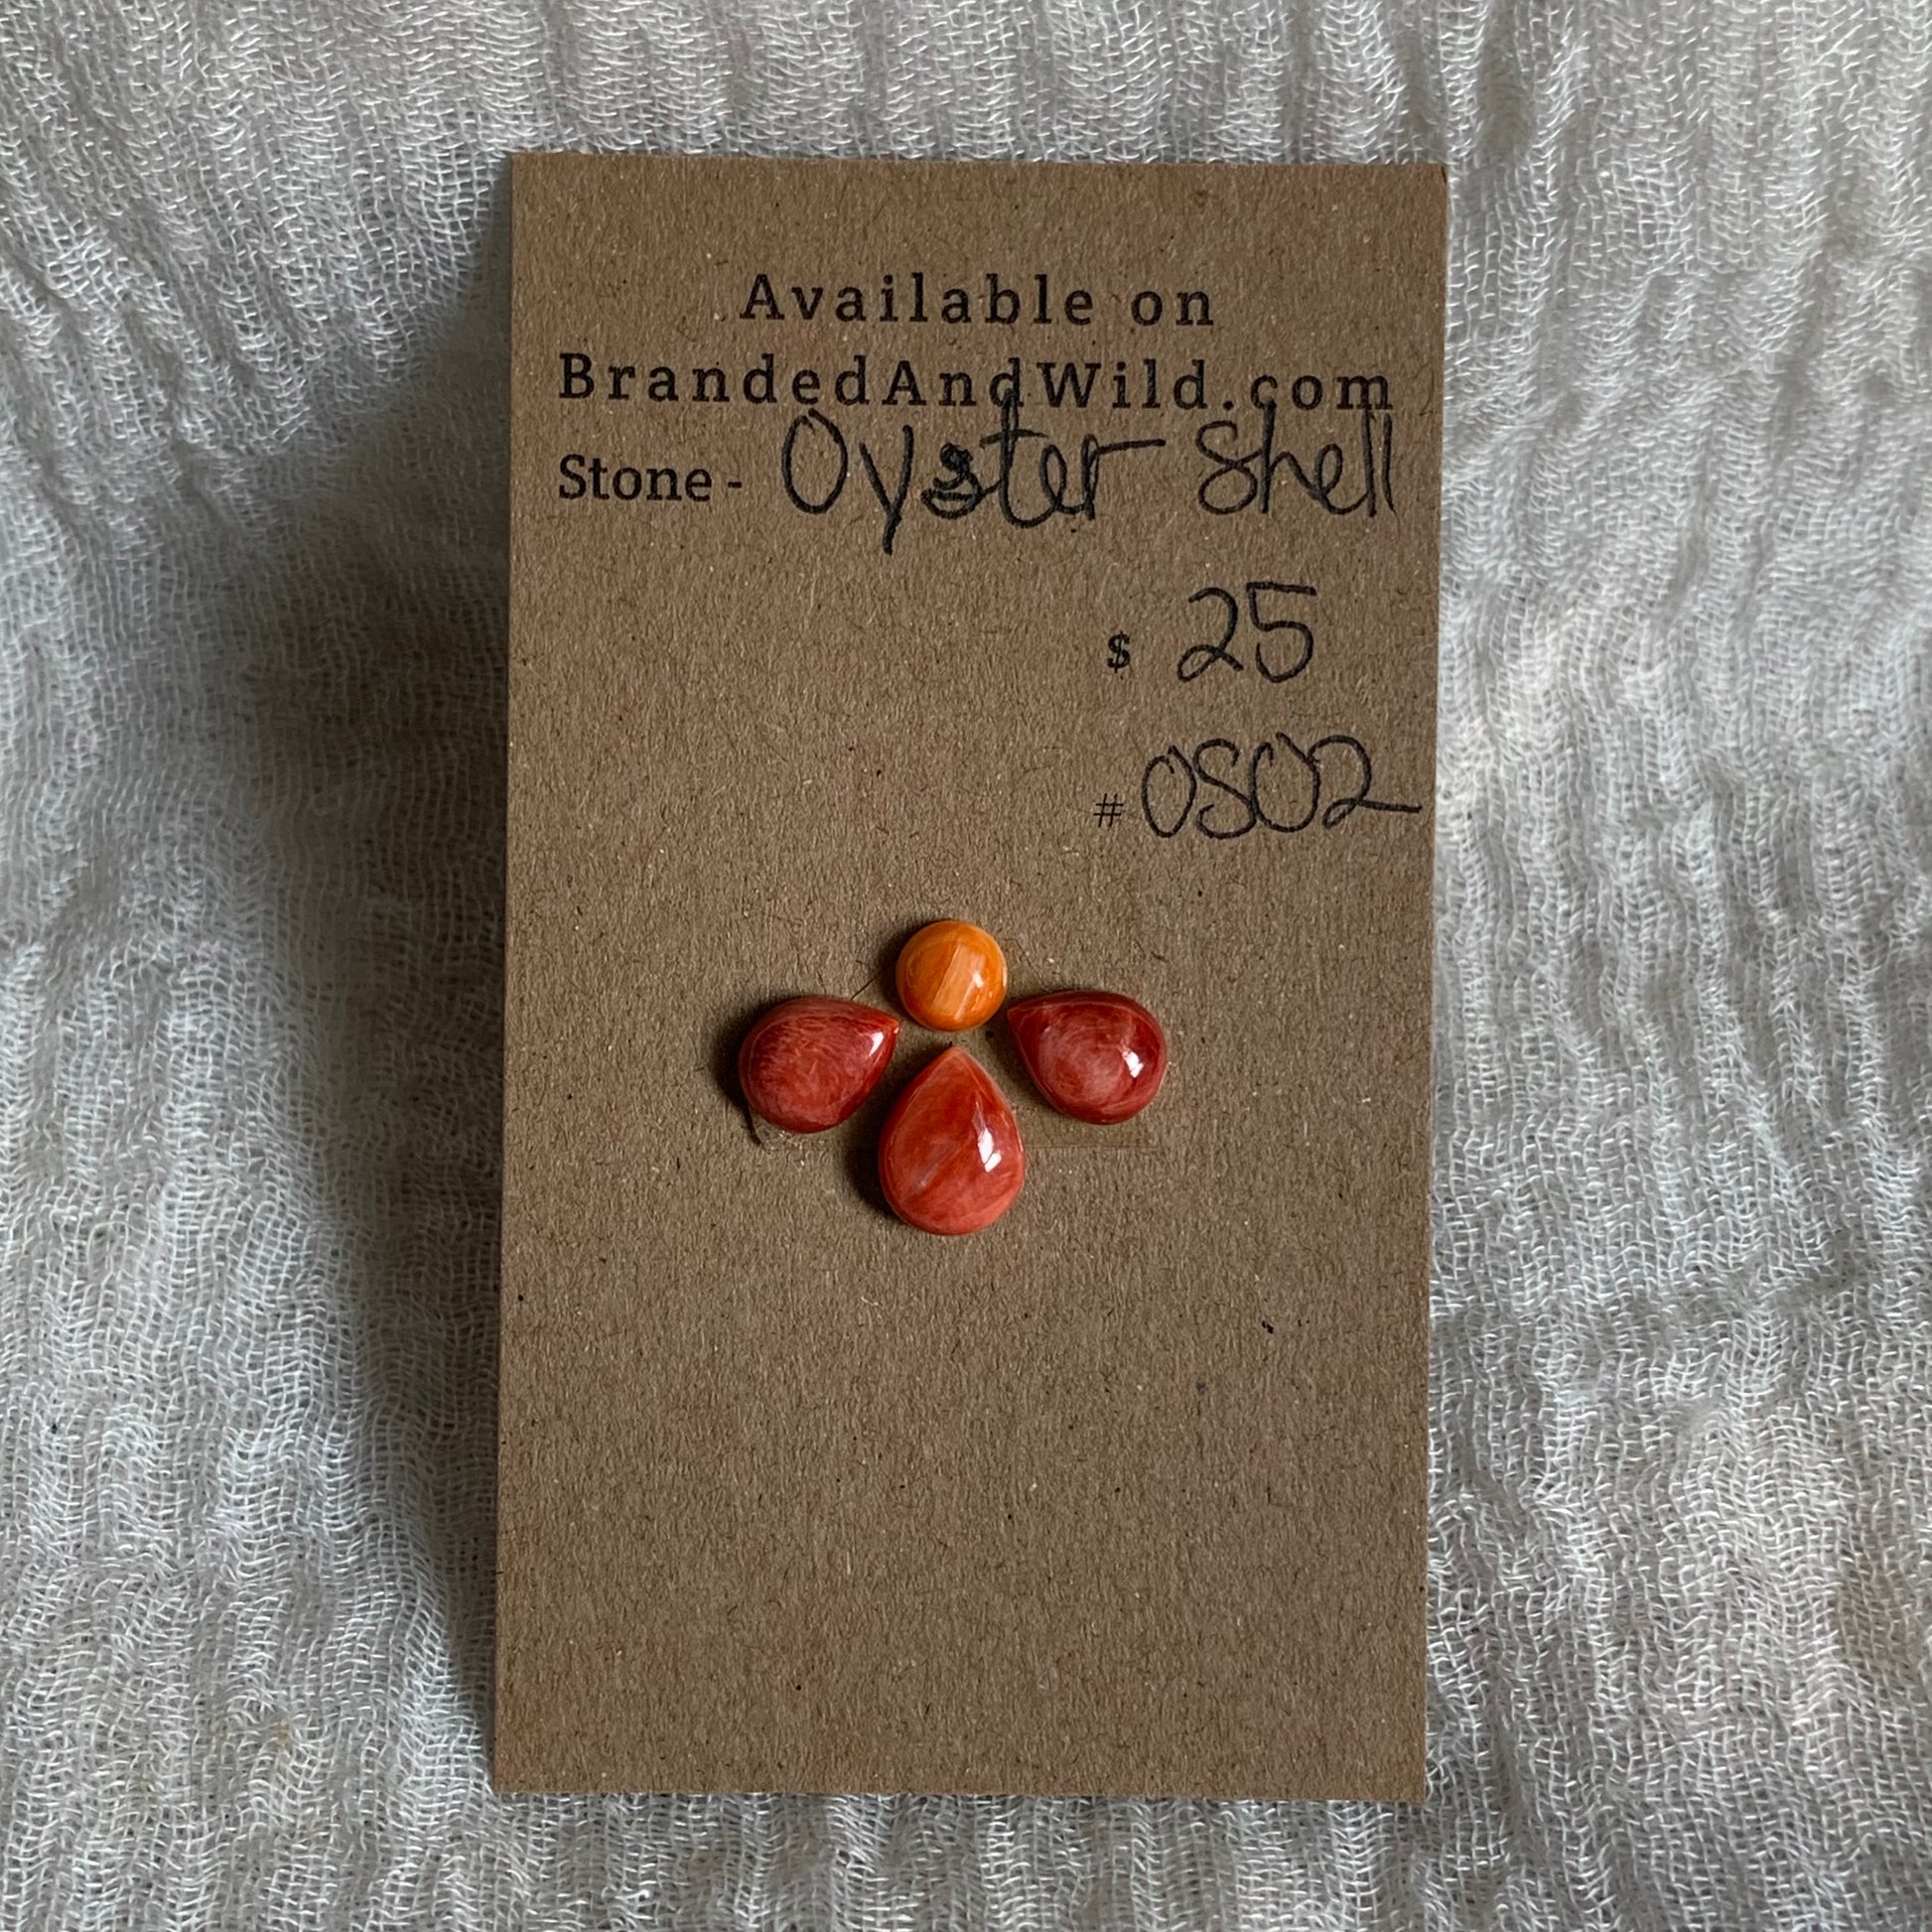 Available on
BrandedAndWild.com
Stone - Oyster Shell
$ 25
# OS02